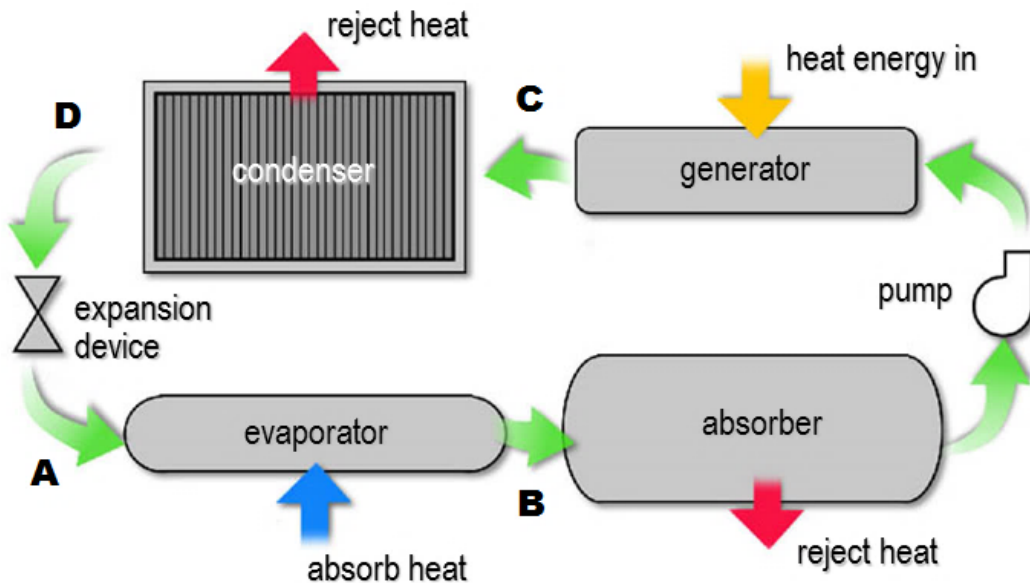 reject heat
heat energy in
C
D
condenser
generator
pump
expansion
device
evaporator
absorber
A
B
absorb heat
reject heat